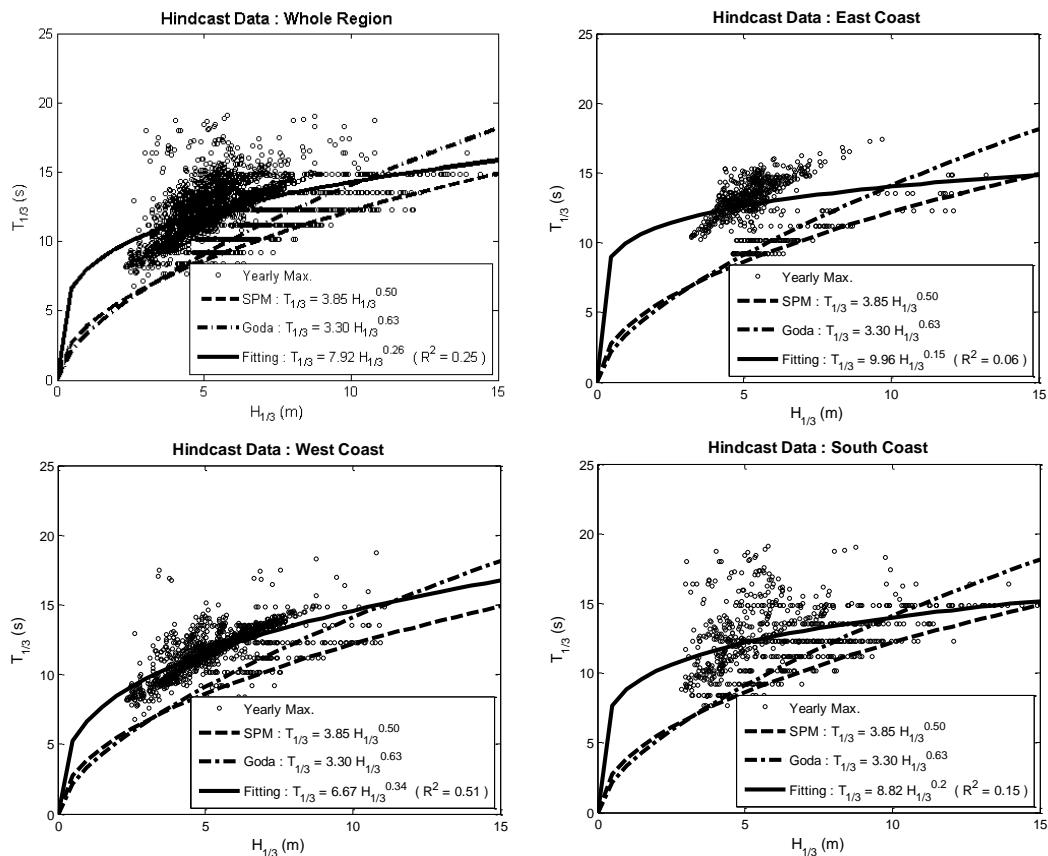 Hindcast Data : Whole Region
25
20
15
10
5
0
T1/3 (s)
Yearly Max.
SPM : T1/3 = 3.85 H1/3^0.50
Goda : T1/3 = 3.30 H1/3^0.63
Fitting : T1/3 = 7.92 H1/3^0.26 ( R^2 = 0.25 )
0 5 10 15
H1/3 (m)
Hindcast Data : East Coast
25
20
15
10
5
0
T1/3 (s)
Yearly Max.
SPM : T1/3 = 3.85 H1/3^0.50
Goda : T1/3 = 3.30 H1/3^0.63
Fitting : T1/3 = 9.96 H1/3^0.15 ( R^2 = 0.06 )
0 5 10 15
H1/3 (m)
Hindcast Data : West Coast
25
20
15
10
5
0
T1/3 (s)
Yearly Max.
SPM : T1/3 = 3.85 H1/3^0.50
Goda : T1/3 = 3.30 H1/3^0.63
Fitting : T1/3 = 6.67 H1/3^0.34 ( R^2 = 0.51 )
0 5 10 15
H1/3 (m)
Hindcast Data : South Coast
25
20
15
10
5
0
T1/3 (s)
Yearly Max.
SPM : T1/3 = 3.85 H1/3^0.50
Goda : T1/3 = 3.30 H1/3^0.63
Fitting : T1/3 = 8.82 H1/3^0.2 ( R^2 = 0.15 )
0 5 10 15
H1/3 (m)